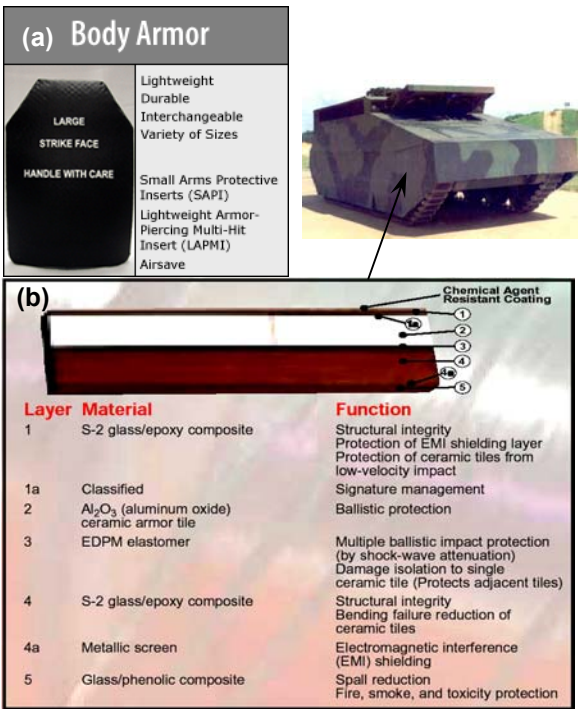 (a) Body Armor
LARGE
STRIKE FACE
HANDLE WITH CARE
Lightweight
Durable
Interchangeable
Variety of Sizes
Small Arms Protective
Inserts (SAPI)
Lightweight Armor-
Piercing Multi-Hit
Insert (LAPMI)
Airsave
(b)
Chemical Agent
Resistant Coating
1
1a
2
3
4
4a
5
Layer Material Function
1 S-2 glass/epoxy composite Structural integrity
Protection of EMI shielding layer
Protection of ceramic tiles from
low-velocity impact
1a Classified Signature management
2 Al₂O₃ (aluminum oxide) Ballistic protection
ceramic armor tile
3 EDPM elastomer Multiple ballistic impact protection
(by shock-wave attenuation)
Damage isolation to single
ceramic tile (Protects adjacent tiles)
4 S-2 glass/epoxy composite Structural integrity
Bending failure reduction of
ceramic tiles
4a Metallic screen Electromagnetic interference
(EMI) shielding
5 Glass/phenolic composite Spall reduction
Fire, smoke, and toxicity protection